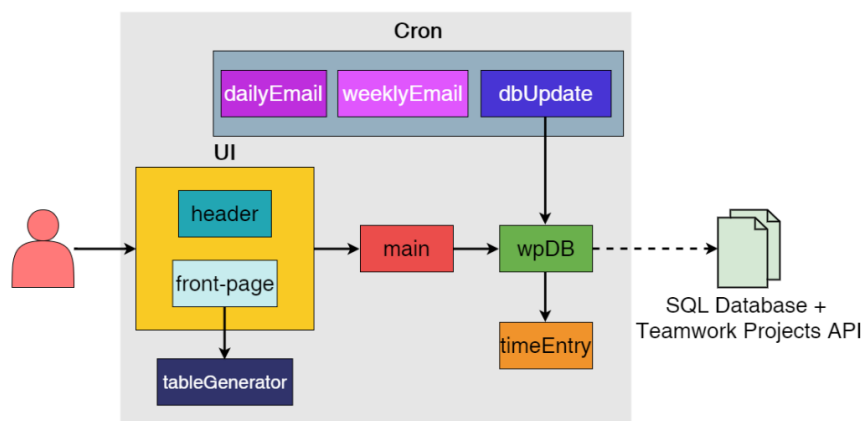 Cron
dailyEmail
weeklyEmail
dbUpdate
UI
header
front-page
main
wpDB
tableGenerator
timeEntry
SQL Database +
Teamwork Projects API